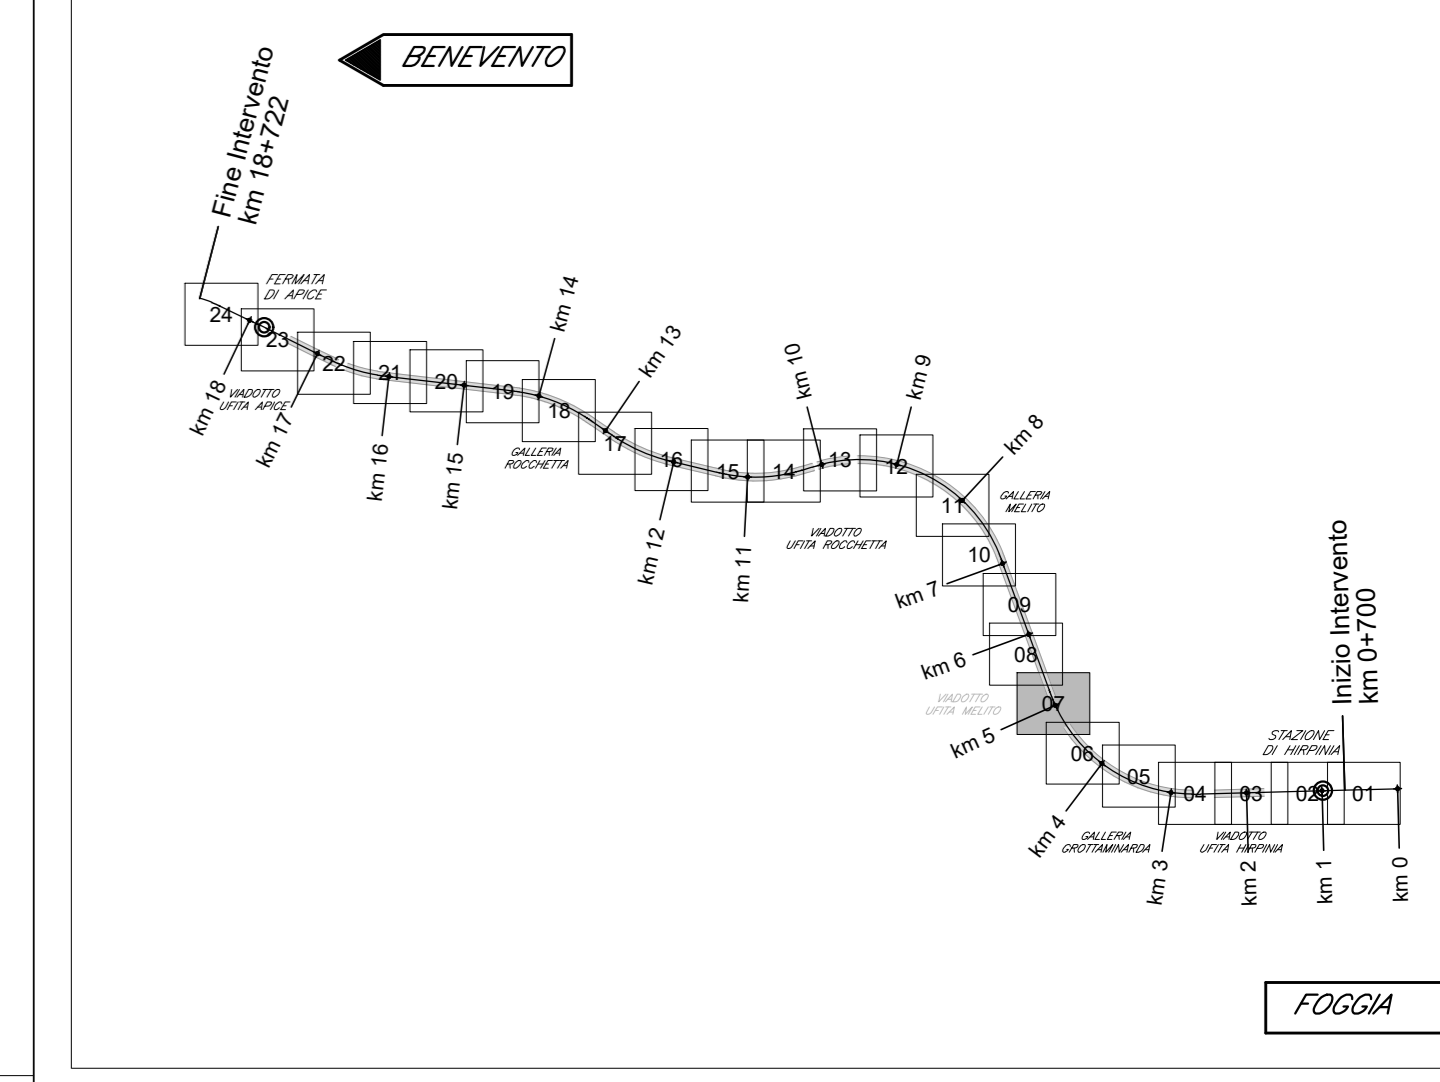 BENEVENTO
Fine Intervento
km 18+722
FERMATA
DI APICE
24
23
22
21
20
19
18
17
16
15
14
13
12
11
10
09
08
07
06
05
04
03
02
01
km 18
VIADOTTO
UFITA APICE
km 17
km 16
km 15
km 14
GALLERIA
ROCCHETTA
km 13
km 12
km 11
km 10
VIADOTTO
UFITA ROCCHETTA
km 9
km 8
GALLERIA
MELITO
km 7
km 6
VIADOTTO
UFITA MELITO
km 5
km 4
GALLERIA
GROTTAMINARDA
km 3
VIADOTTO
UFITA HIRPINIA
km 2
STAZIONE
DI HIRPINIA
km 1
Inizio Intervento
km 0+700
km 0
FOGGIA